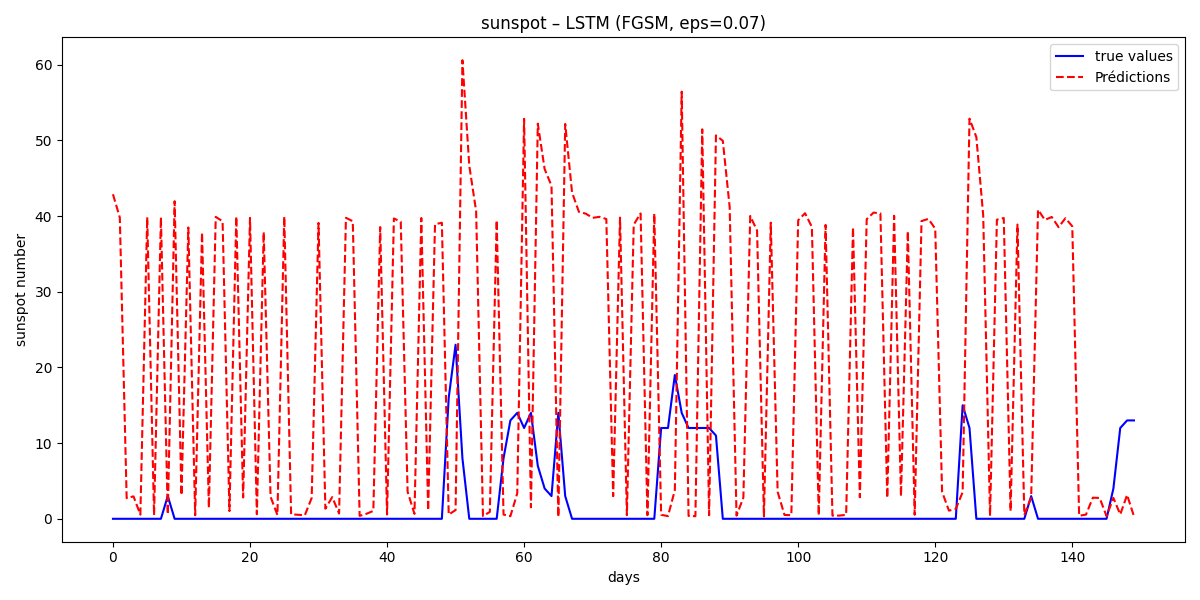 sunspot – LSTM (FGSM, eps=0.07)
true values
Prédictions
sunspot number
60
50
40
30
20
10
0
0 20 40 60 80 100 120 140
days